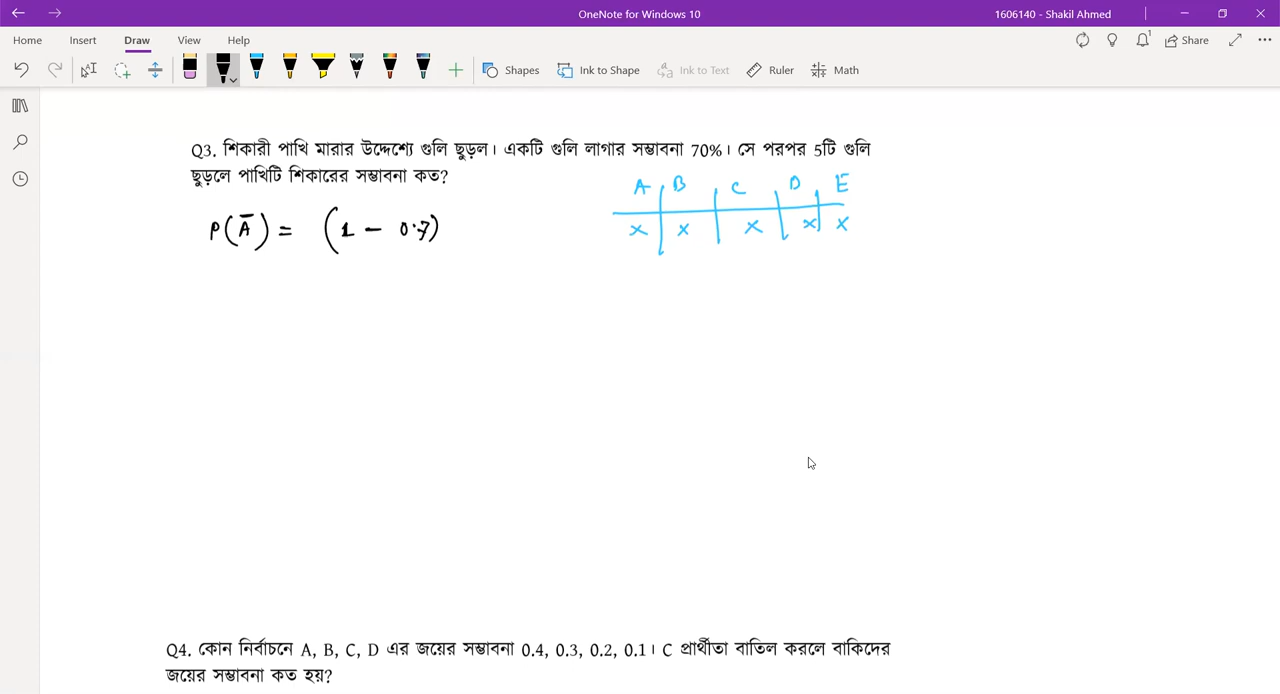 OneNote for Windows 10
1606140 - Shakil Ahmed
Home Insert Draw View Help
Share
Shapes Ink to Shape Ink to Text Ruler Math
Q3. শিকারী পাখি মারার উদ্দেশ্যে গুলি ছুড়ল। একটি গুলি লাগার সম্ভাবনা 70%। সে পরপর 5টি গুলি
ছুড়লে পাখিটি শিকারের সম্ভাবনা কত?
A B C D E
x x x x x
P(Ā) = (1 - 0.7)
Q4. কোন নির্বাচনে A, B, C, D এর জয়ের সম্ভাবনা 0.4, 0.3, 0.2, 0.1। C প্রার্থীতা বাতিল করলে বাকিদের
জয়ের সম্ভাবনা কত হয়?